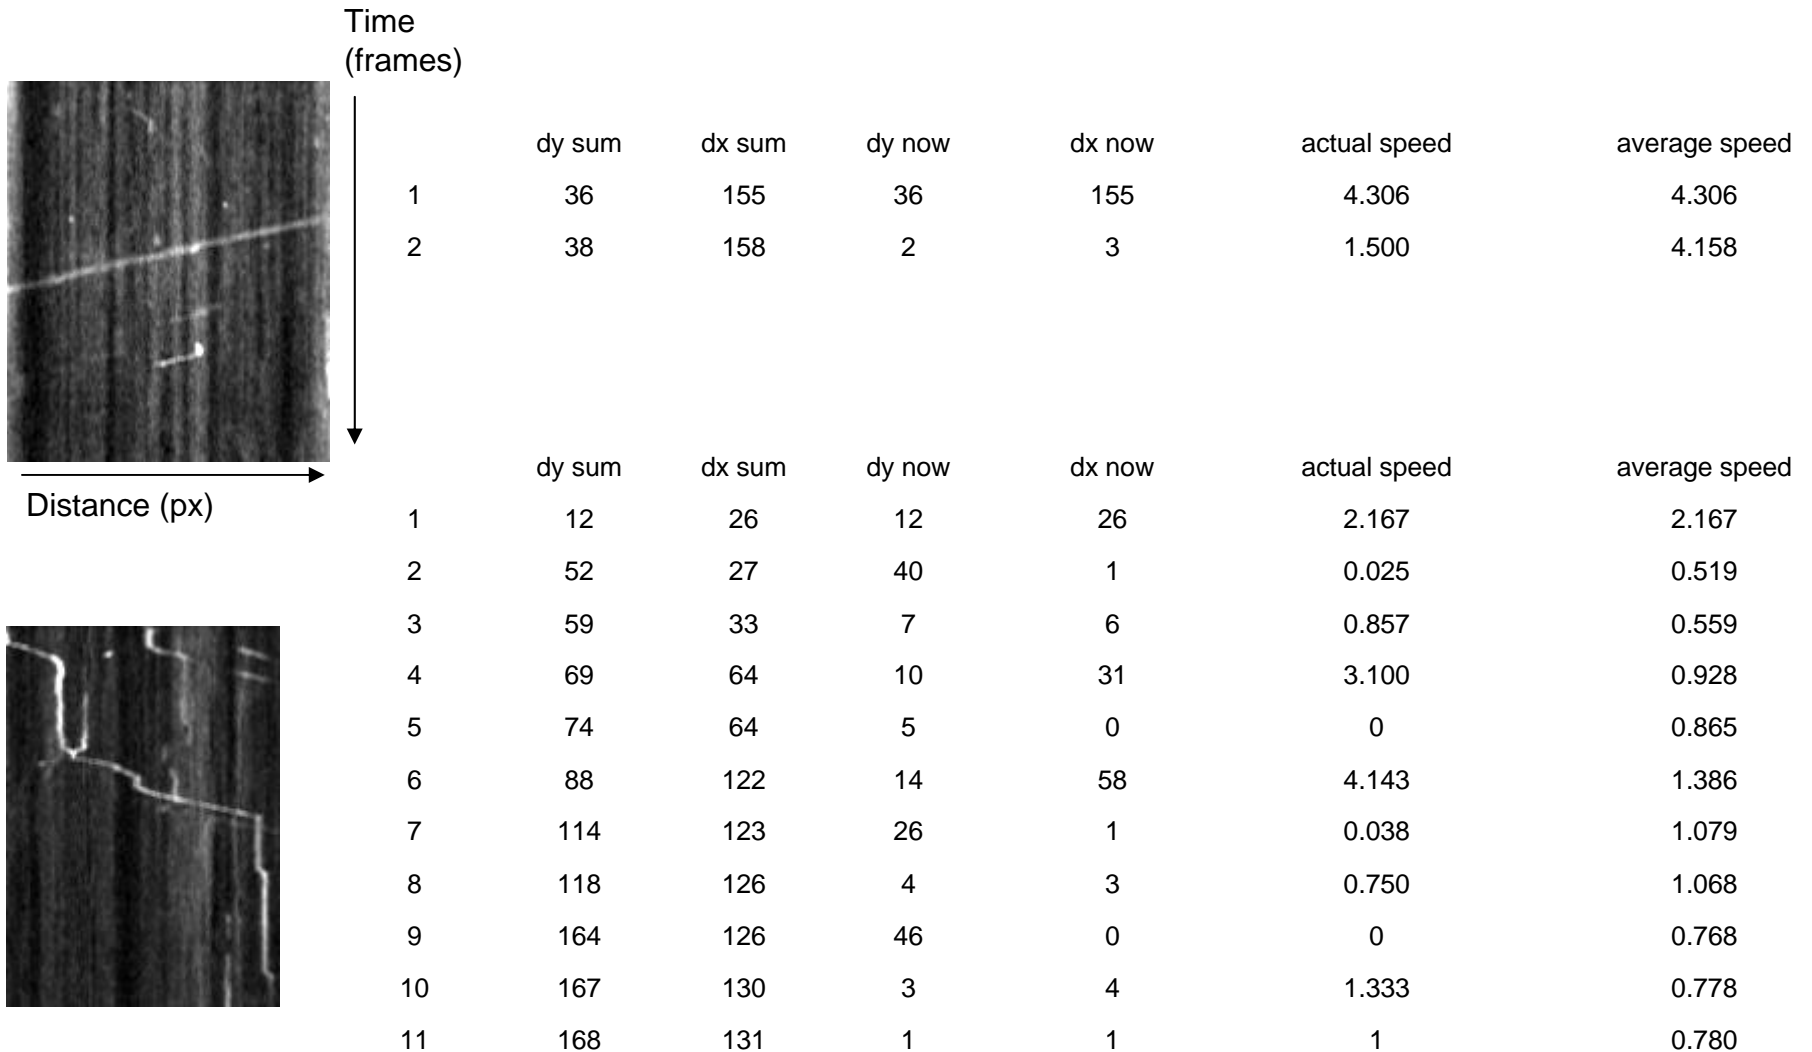 Time
(frames)
dy sum dx sum dy now dx now actual speed average speed
1 36 155 36 155 4.306 4.306
2 38 158 2 3 1.500 4.158
Distance (px)
dy sum dx sum dy now dx now actual speed average speed
1 12 26 12 26 2.167 2.167
2 52 27 40 1 0.025 0.519
3 59 33 7 6 0.857 0.559
4 69 64 10 31 3.100 0.928
5 74 64 5 0 0 0.865
6 88 122 14 58 4.143 1.386
7 114 123 26 1 0.038 1.079
8 118 126 4 3 0.750 1.068
9 164 126 46 0 0 0.768
10 167 130 3 4 1.333 0.778
11 168 131 1 1 1 0.780